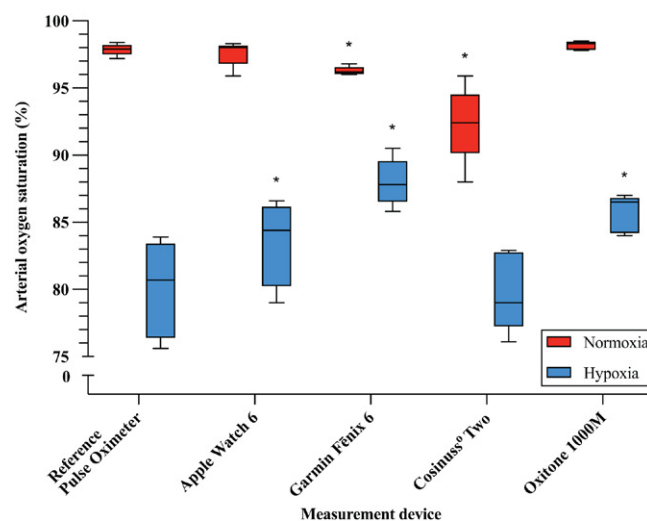 Arterial oxygen saturation (%)
100
95
90
85
80
75
0
*
*
*
*
*
Normoxia
Hypoxia
Reference
Pulse Oximeter
Apple Watch 6
Garmin Fēnix 6
Cosinuss° Two
Oxitone 1000M
Measurement device